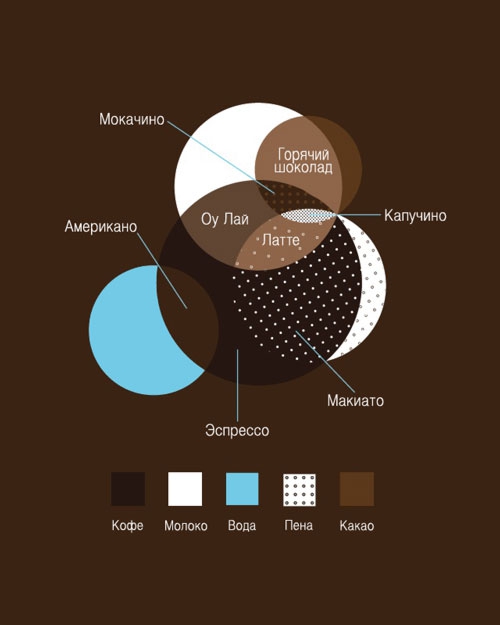 Мокачино
Горячий
шоколад
Оу Лай
Капучино
Американо
Латте
Макиато
Эспрессо
Кофе
Молоко
Вода
Пена
Какао